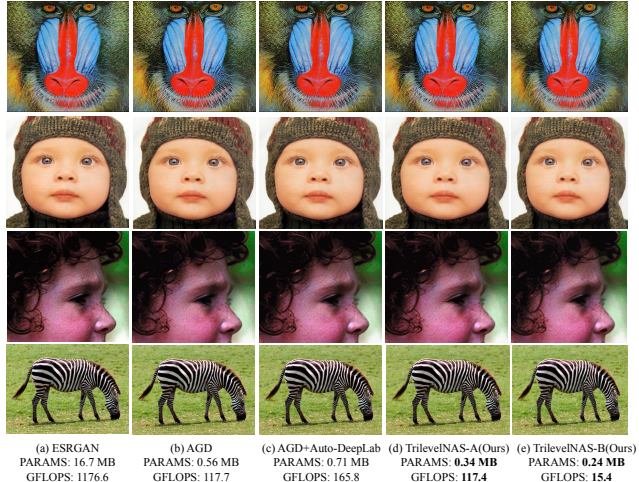 (a) ESRGAN (b) AGD (c) AGD+Auto-DeepLab (d) TrilevelNAS-A(Ours) (e) TrilevelNAS-B(Ours)
PARAMS: 16.7 MB PARAMS: 0.56 MB PARAMS: 0.71 MB PARAMS: 0.34 MB PARAMS: 0.24 MB
GFLOPS: 1176.6 GFLOPS: 117.7 GFLOPS: 165.8 GFLOPS: 117.4 GFLOPS: 15.4